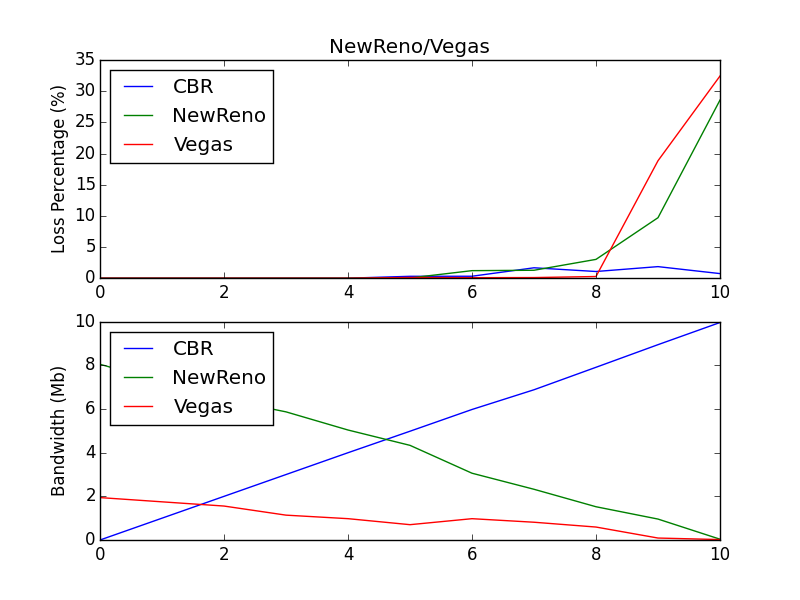 NewReno/Vegas
Loss Percentage (%)
35
30
25
20
15
10
5
0
CBR
NewReno
Vegas
0 2 4 6 8 10
Bandwidth (Mb)
10
8
6
4
2
0
CBR
NewReno
Vegas
0 2 4 6 8 10